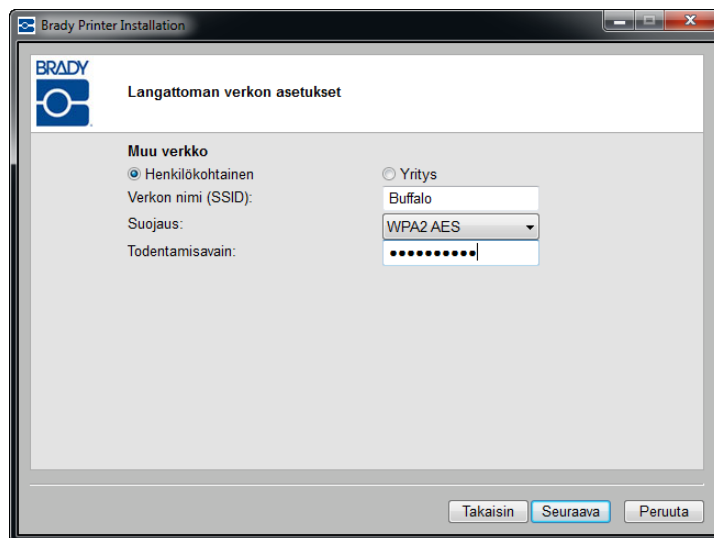 Brady Printer Installation
BRADY
Langattoman verkon asetukset
Muu verkko
Henkilökohtainen Yritys
Verkon nimi (SSID): Buffalo
Suojaus: WPA2 AES
Todentamisavain: ●●●●●●●●●●
Takaisin Seuraava Peruuta